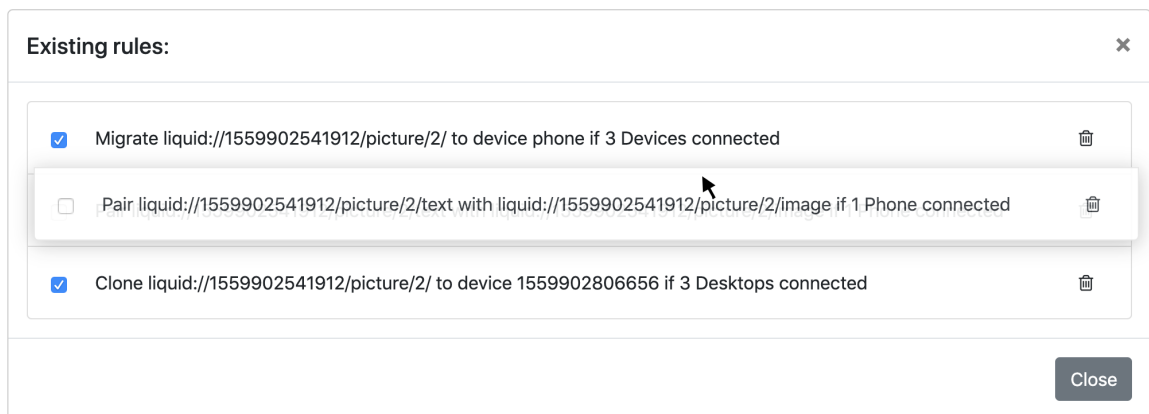 Existing rules:
Migrate liquid://1559902541912/picture/2/ to device phone if 3 Devices connected
Pair liquid://1559902541912/picture/2/text with liquid://1559902541912/picture/2/image if 1 Phone connected
Clone liquid://1559902541912/picture/2/ to device 1559902806656 if 3 Desktops connected
Close